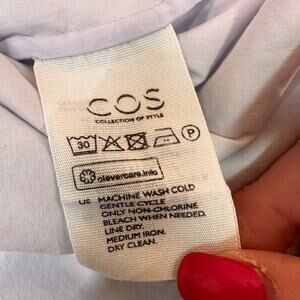 COS
COLLECTION OF STYLE
30
P
clevercare.info
US MACHINE WASH COLD
GENTLE CYCLE
ONLY NON-CHLORINE
BLEACH WHEN NEEDED.
LINE DRY.
MEDIUM IRON.
DRY CLEAN.